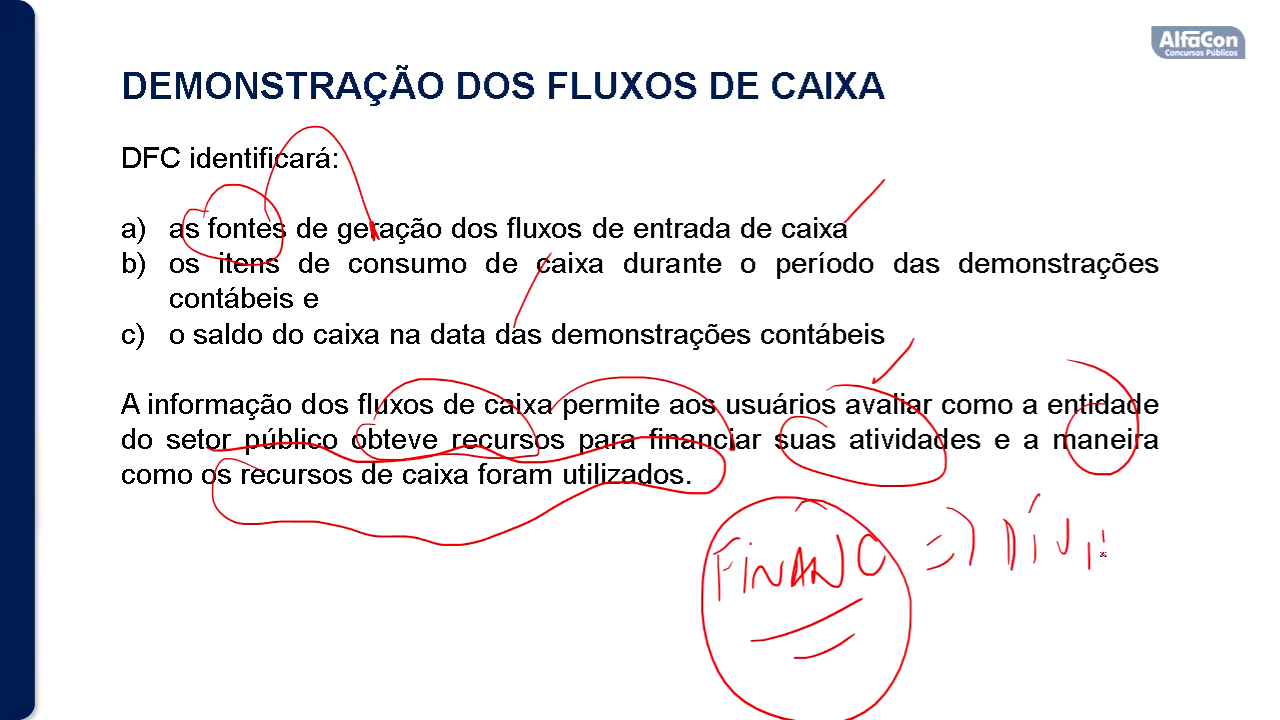 AlfaCon
Concursos Públicos
DEMONSTRAÇÃO DOS FLUXOS DE CAIXA
DFC identificará:
a) as fontes de geração dos fluxos de entrada de caixa
b) os itens de consumo de caixa durante o período das demonstrações
contábeis e
c) o saldo do caixa na data das demonstrações contábeis
A informação dos fluxos de caixa permite aos usuários avaliar como a entidade
do setor público obteve recursos para financiar suas atividades e a maneira
como os recursos de caixa foram utilizados.
FINANC => DÍVI